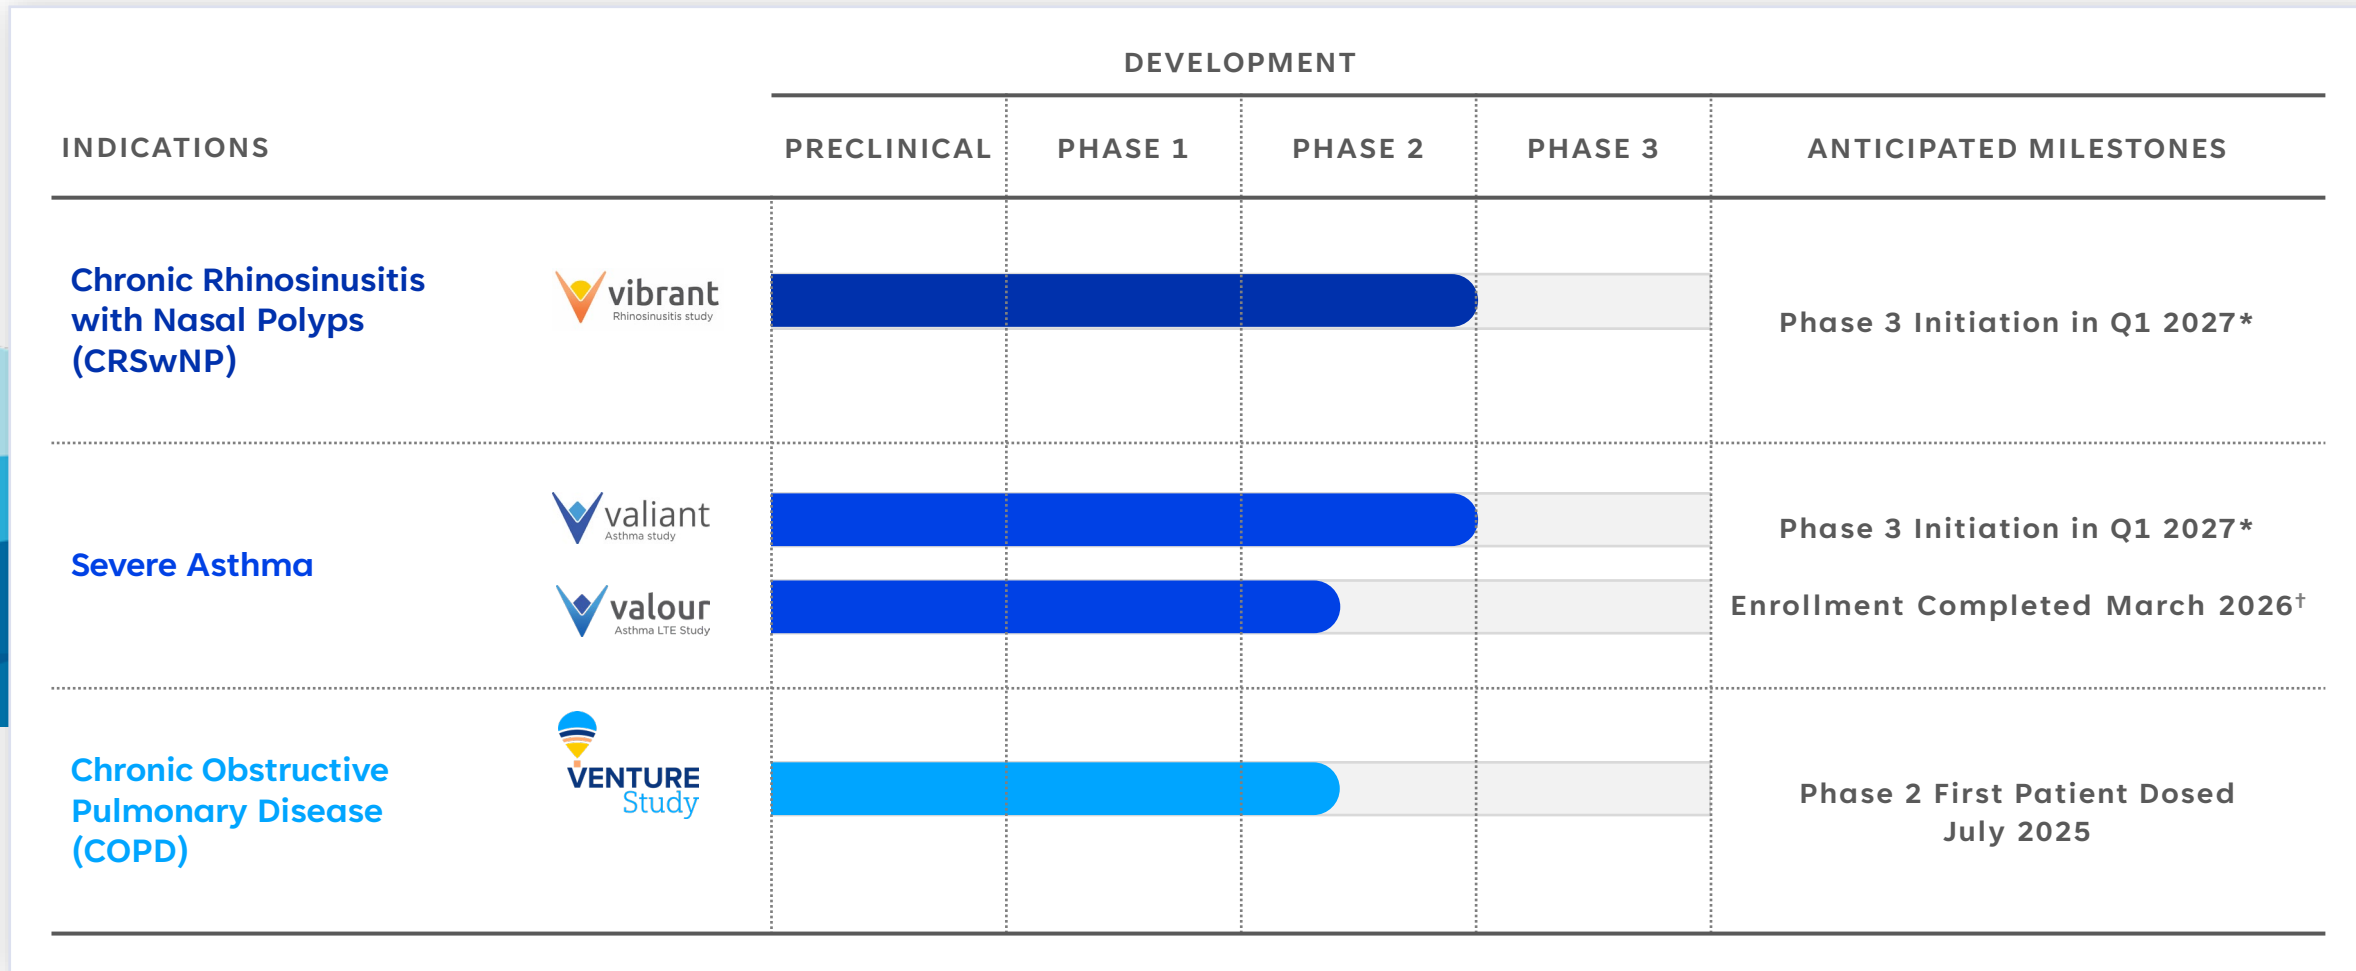 DEVELOPMENT
INDICATIONS
PRECLINICAL
PHASE 1
PHASE 2
PHASE 3
ANTICIPATED MILESTONES
Chronic Rhinosinusitis
with Nasal Polyps
(CRSwNP)
vibrant
Rhinosinusitis study
Phase 3 Initiation in Q1 2027*
Severe Asthma
valiant
Asthma study
Phase 3 Initiation in Q1 2027*
valour
Asthma LTE Study
Enrollment Completed March 2026†
Chronic Obstructive
Pulmonary Disease
(COPD)
VENTURE
Study
Phase 2 First Patient Dosed
July 2025